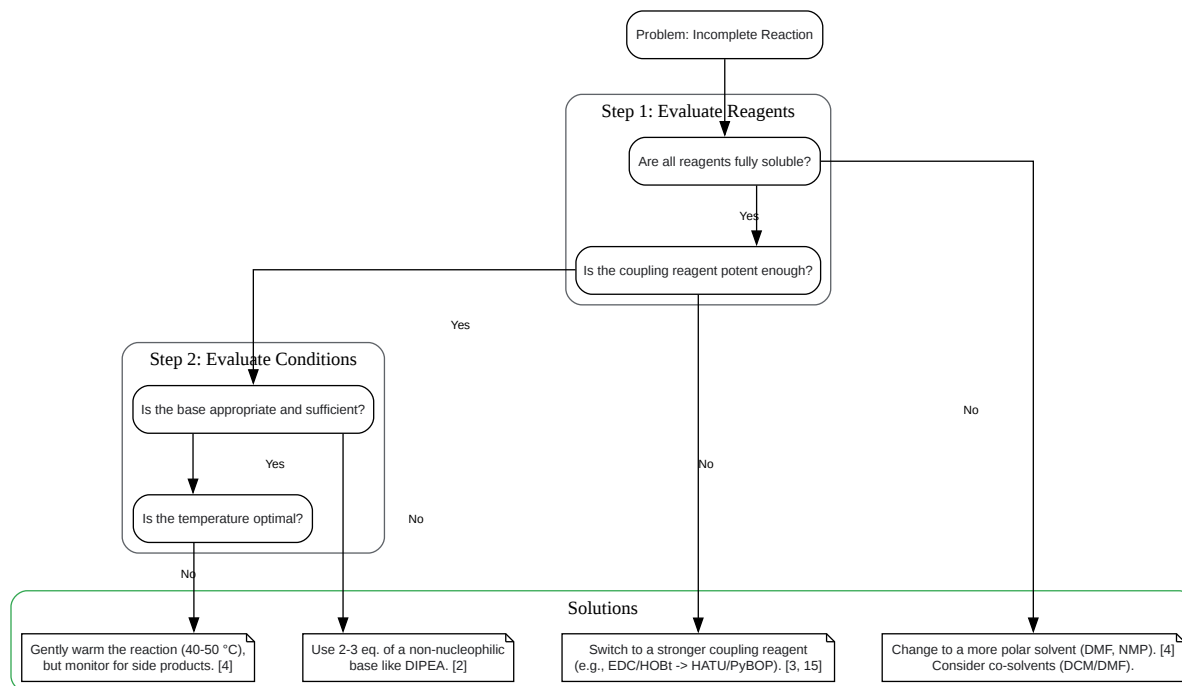 Problem: Incomplete Reaction
Step 1: Evaluate Reagents
Are all reagents fully soluble?
Yes
Is the coupling reagent potent enough?
Yes
Step 2: Evaluate Conditions
Is the base appropriate and sufficient?
No
Yes
No
Is the temperature optimal?
No
No
Solutions
Gently warm the reaction (40-50 °C),
but monitor for side products. [4]
Use 2-3 eq. of a non-nucleophilic
base like DIPEA. [2]
Switch to a stronger coupling reagent
(e.g., EDC/HOBt -> HATU/PyBOP). [3, 15]
Change to a more polar solvent (DMF, NMP). [4]
Consider co-solvents (DCM/DMF).